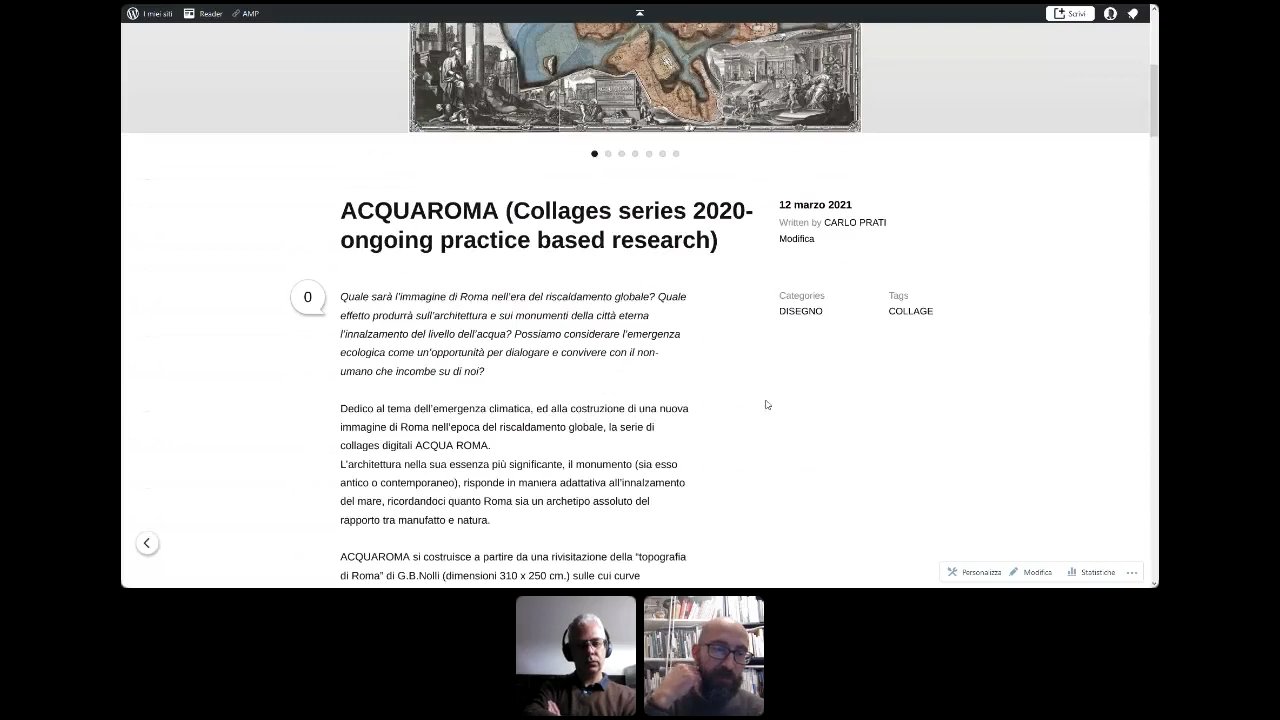 I miei siti Reader AMP Scrivi
ACQUAROMA (Collages series 2020-
ongoing practice based research)
12 marzo 2021
Written by CARLO PRATI
Modifica
0
Quale sarà l’immagine di Roma nell’era del riscaldamento globale? Quale
effetto produrrà sull’architettura e sui monumenti della città eterna
l’innalzamento del livello dell’acqua? Possiamo considerare l’emergenza
ecologica come un’opportunità per dialogare e convivere con il non-
umano che incombe su di noi?
Categories Tags
DISEGNO COLLAGE
Dedico al tema dell’emergenza climatica, ed alla costruzione di una nuova
immagine di Roma nell’epoca del riscaldamento globale, la serie di
collages digitali ACQUA ROMA.
L’architettura nella sua essenza più significante, il monumento (sia esso
antico o contemporaneo), risponde in maniera adattativa all’innalzamento
del mare, ricordandoci quanto Roma sia un archetipo assoluto del
rapporto tra manufatto e natura.
ACQUAROMA si costruisce a partire da una rivisitazione della “topografia
di Roma” di G.B.Nolli (dimensioni 310 x 250 cm.) sulle cui curve
Personalizza Modifica Statistiche